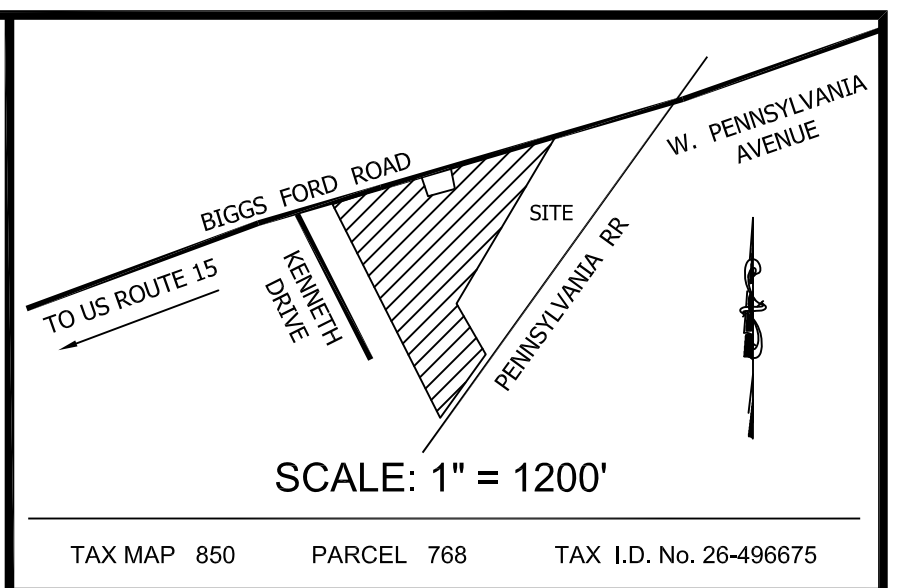 W. PENNSYLVANIA
AVENUE
BIGGS FORD ROAD
SITE
KENNETH
DRIVE
TO US ROUTE 15
PENNSYLVANIA RR
SCALE: 1" = 1200'
TAX MAP 850 PARCEL 768 TAX I.D. No. 26-496675